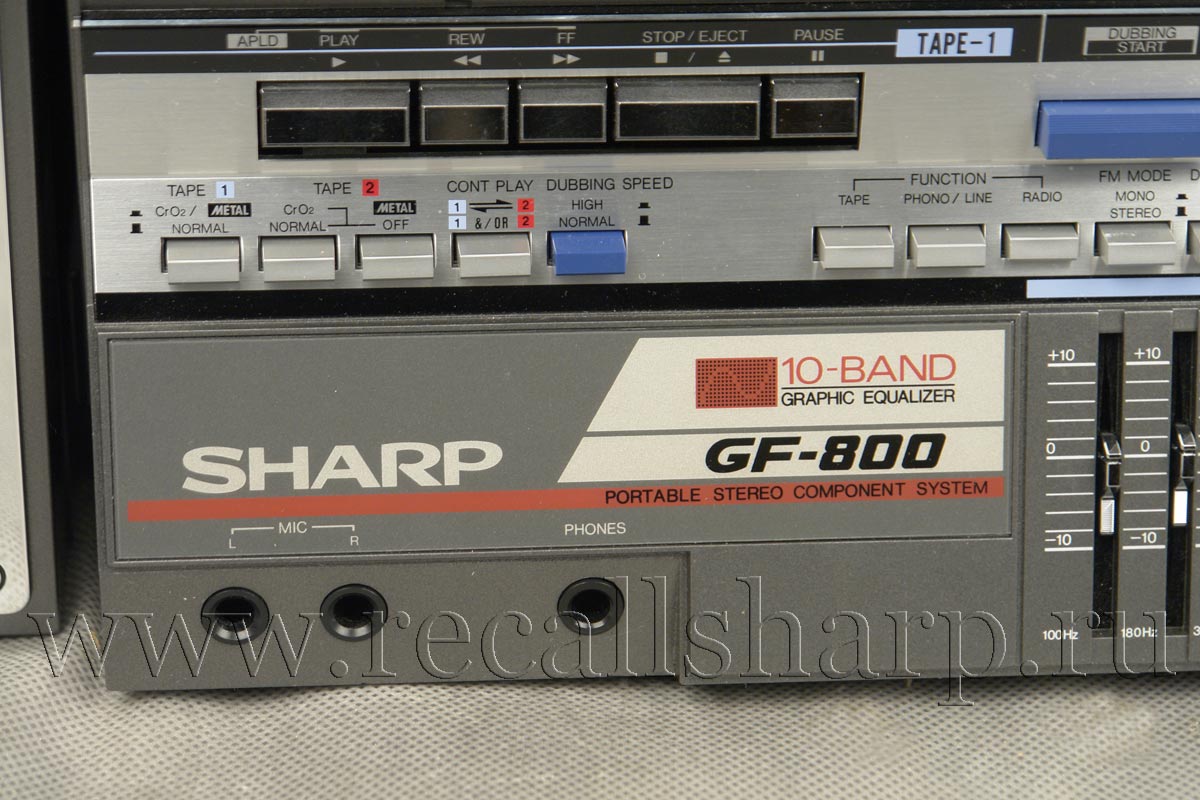 APLD PLAY REW FF STOP / EJECT PAUSE TAPE-1 DUBBING START
▶ ◀◀ ▶▶ ■ / ⏏ ⏸
TAPE 1 TAPE 2 CONT PLAY DUBBING SPEED
CrO2 / METAL CrO2 METAL 1 2 HIGH
NORMAL NORMAL OFF 1 &/OR 2 NORMAL
FUNCTION FM MODE
TAPE PHONO / LINE RADIO MONO
STEREO
10-BAND
GRAPHIC EQUALIZER
SHARP GF-800
PORTABLE STEREO COMPONENT SYSTEM
MIC PHONES
L R
+10 +10
0 0
-10 -10
100Hz 180Hz 3
www.recallsharp.ru